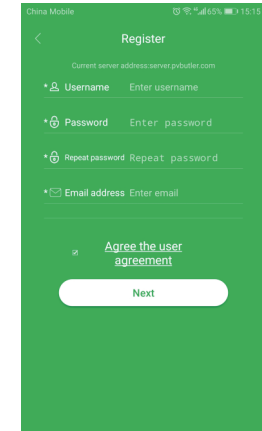 China Mobile 65% 15:15
Register
Current server address:server.pvbutler.com
* Username Enter username
* Password Enter password
* Repeat password Repeat password
* Email address Enter email
Agree the user
agreement
Next